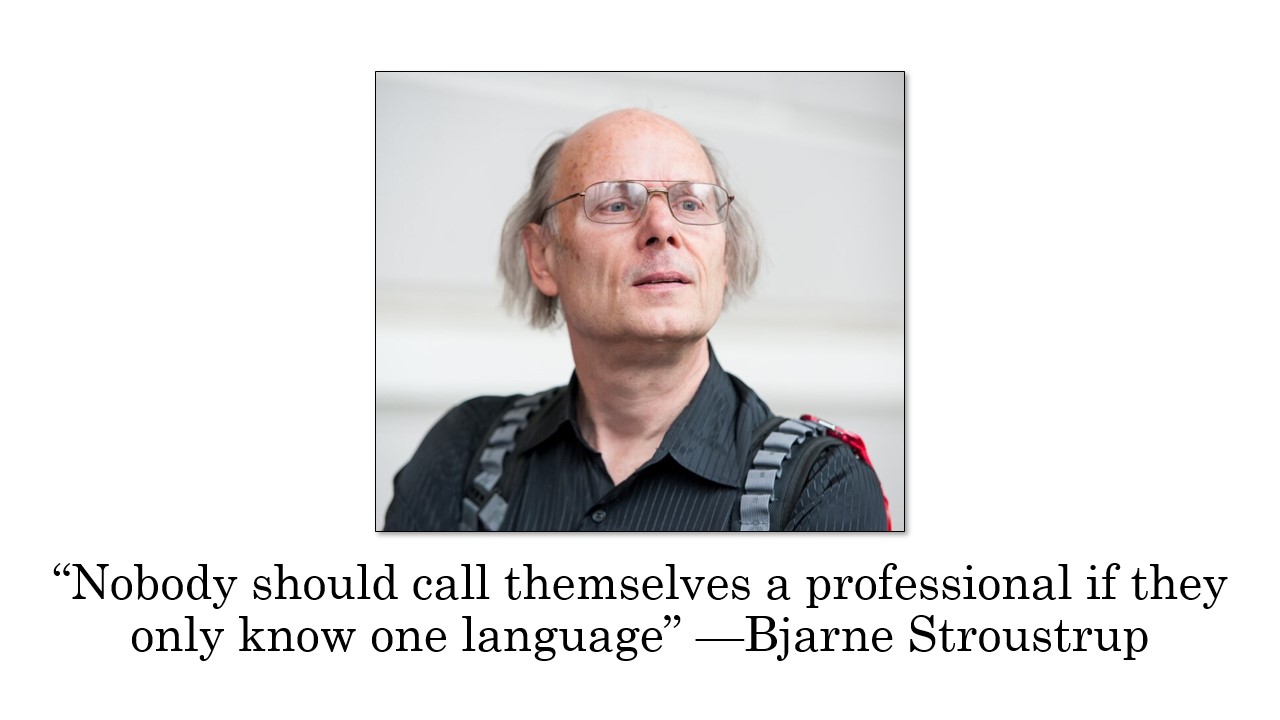 “Nobody should call themselves a professional if they
only know one language” —Bjarne Stroustrup